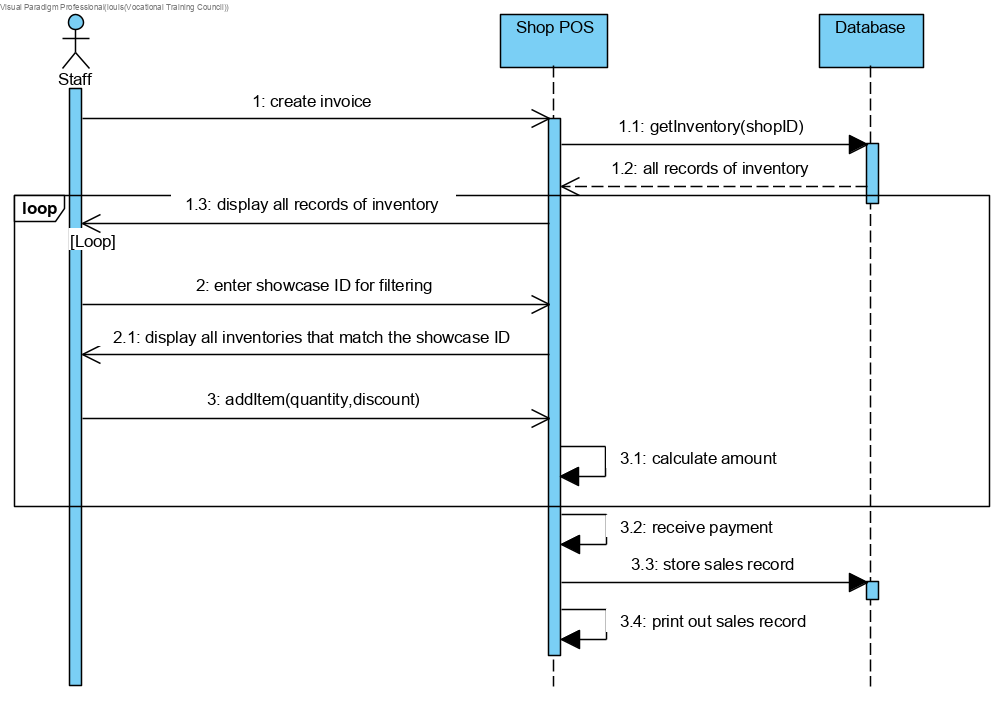 Visual Paradigm Professional(louis(Vocational Training Council))
Shop POS
Database
Staff
1: create invoice
1.1: getInventory(shopID)
1.2: all records of inventory
loop
1.3: display all records of inventory
[Loop]
2: enter showcase ID for filtering
2.1: display all inventories that match the showcase ID
3: addItem(quantity,discount)
3.1: calculate amount
3.2: receive payment
3.3: store sales record
3.4: print out sales record